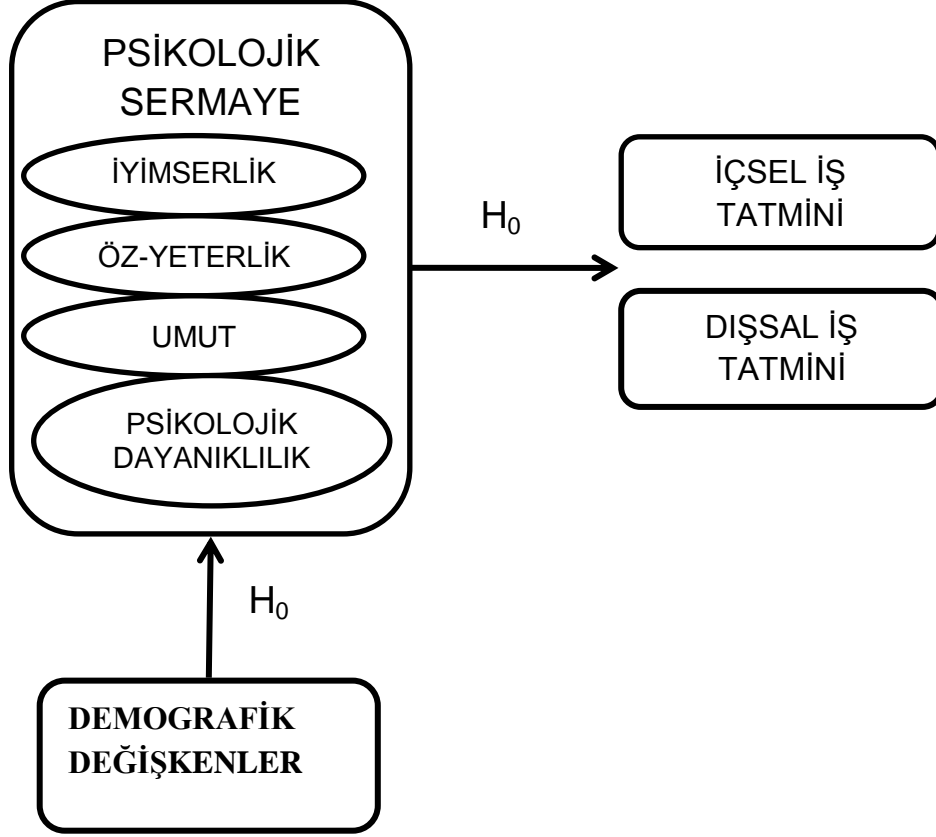 PSİKOLOJİK
SERMAYE
İYİMSERLİK
ÖZ-YETERLİK
UMUT
PSİKOLOJİK
DAYANIKLILIK
H₀
İÇSEL İŞ
TATMİNİ
DIŞSAL İŞ
TATMİNİ
H₀
DEMOGRAFİK
DEĞİŞKENLER